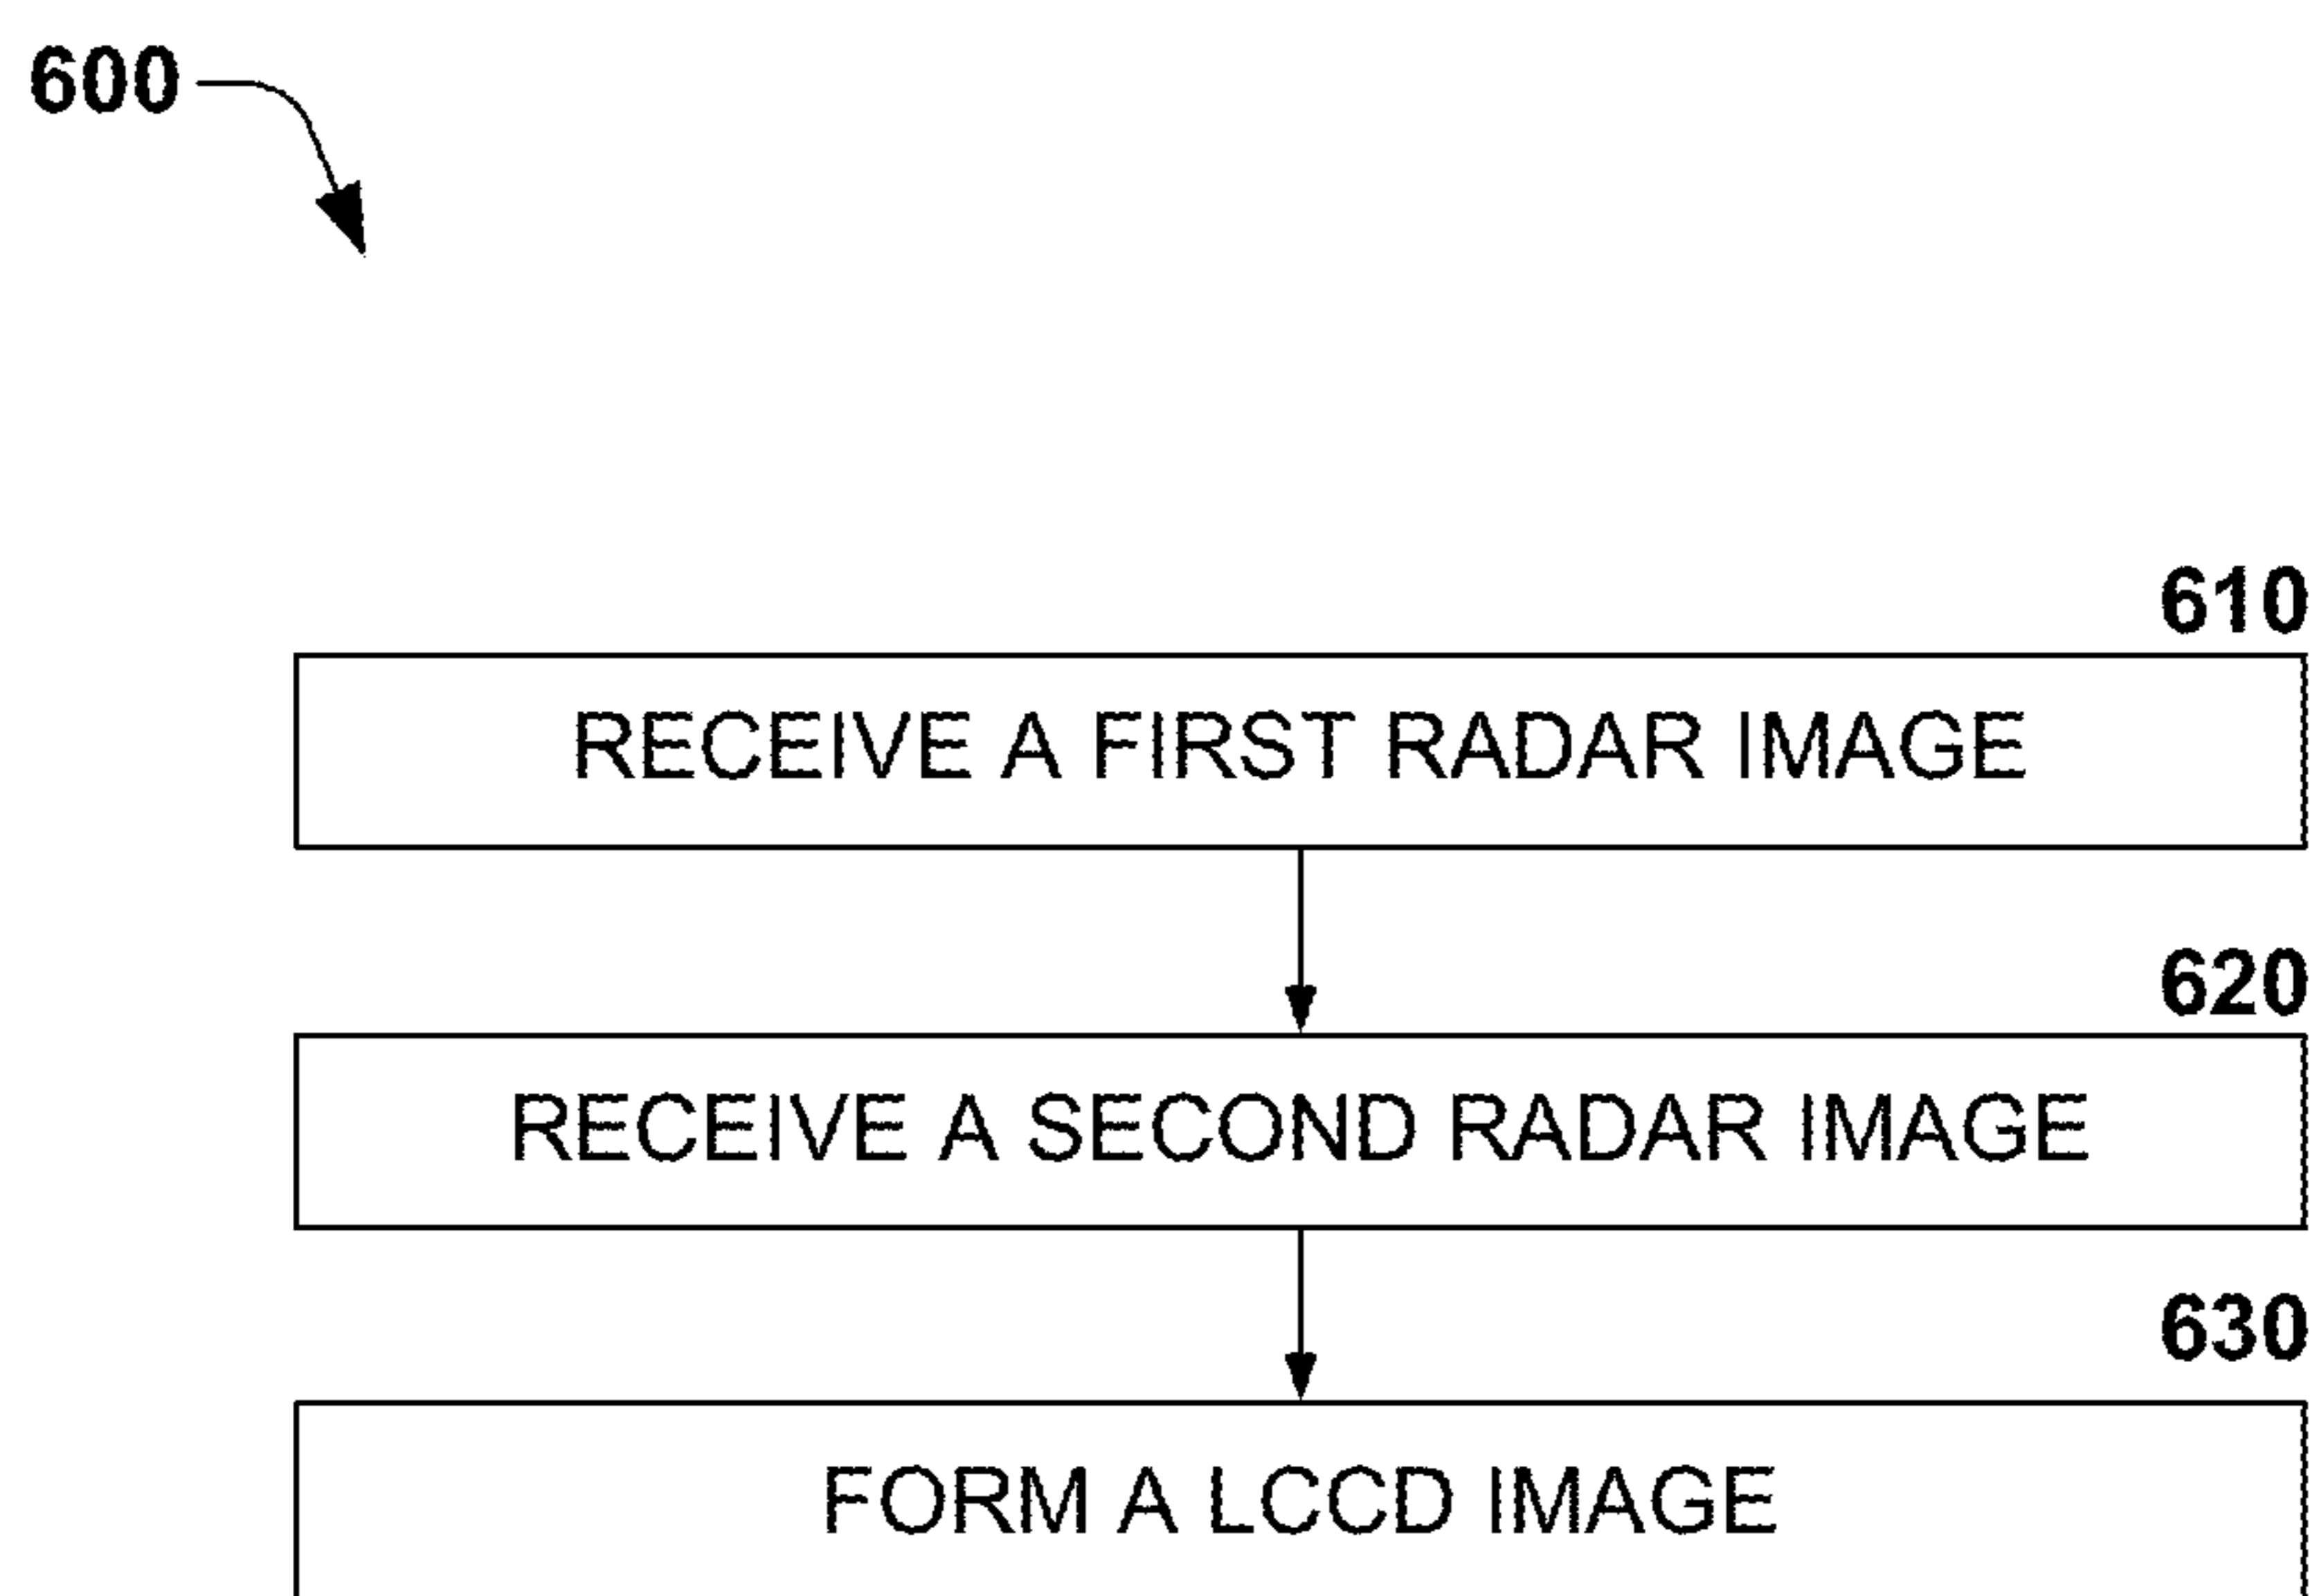 600
610
RECEIVE A FIRST RADAR IMAGE
620
RECEIVE A SECOND RADAR IMAGE
630
FORM A LCCD IMAGE